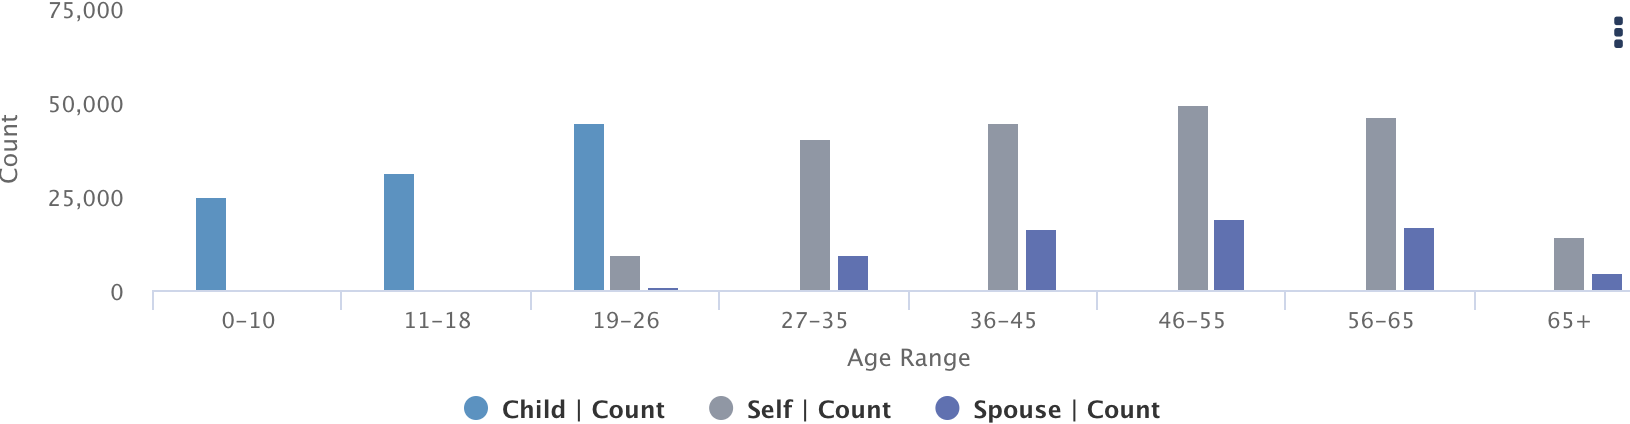 75,000
50,000
25,000
0
Count
0-10 11-18 19-26 27-35 36-45 46-55 56-65 65+
Age Range
Child | Count Self | Count Spouse | Count